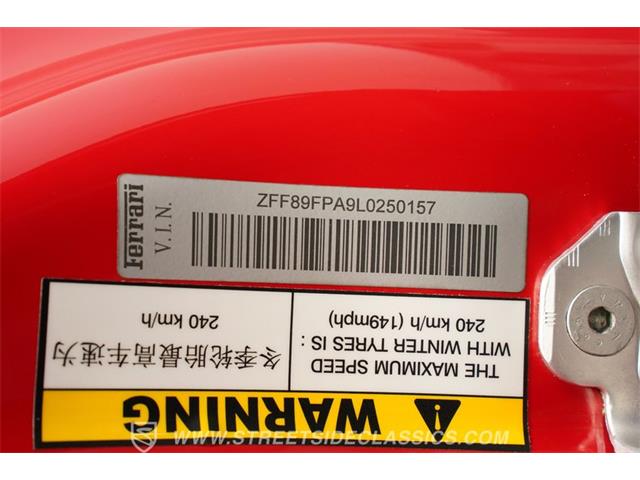 Ferrari
V.I.N.
ZFF89FPA9L0250157
WARNING
THE MAXIMUM SPEED
WITH WINTER TYRES IS :
240 km/h (149mph)
冬季轮胎最高车速为
240 km/h
WWW.STREETSIDECLASSICS.COM